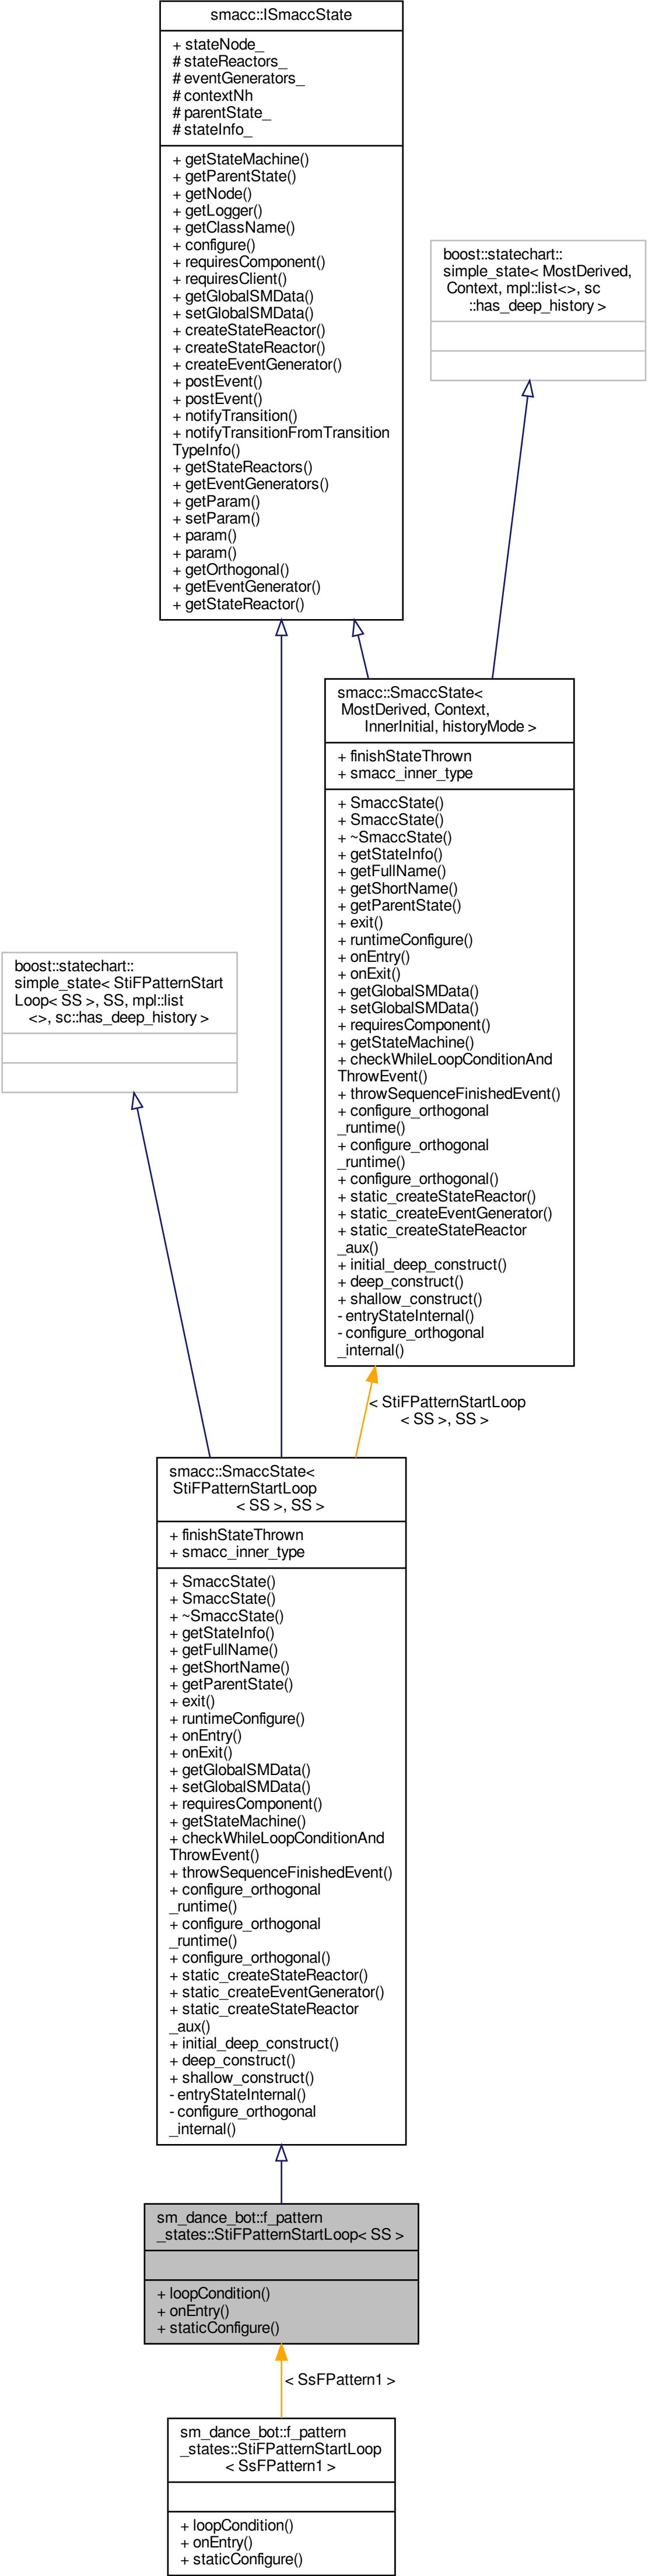 smacc::ISmaccState
+ stateNode_
# stateReactors_
# eventGenerators_
# contextNh
# parentState_
# stateInfo_
+ getStateMachine()
+ getParentState()
+ getNode()
+ getLogger()
+ getClassName()
+ configure()
+ requiresComponent()
+ requiresClient()
+ getGlobalSMData()
+ setGlobalSMData()
+ createStateReactor()
+ createStateReactor()
+ createEventGenerator()
+ postEvent()
+ postEvent()
+ notifyTransition()
+ notifyTransitionFromTransition
TypeInfo()
+ getStateReactors()
+ getEventGenerators()
+ getParam()
+ setParam()
+ param()
+ param()
+ getOrthogonal()
+ getEventGenerator()
+ getStateReactor()
boost::statechart::
simple_state< MostDerived,
Context, mpl::list<>, sc
::has_deep_history >
smacc::SmaccState<
MostDerived, Context,
InnerInitial, historyMode >
+ finishStateThrown
+ smacc_inner_type
+ SmaccState()
+ SmaccState()
+ ~SmaccState()
+ getStateInfo()
+ getFullName()
+ getShortName()
+ getParentState()
+ exit()
+ runtimeConfigure()
+ onEntry()
+ onExit()
+ getGlobalSMData()
+ setGlobalSMData()
+ requiresComponent()
+ getStateMachine()
+ checkWhileLoopConditionAnd
ThrowEvent()
+ throwSequenceFinishedEvent()
+ configure_orthogonal
_runtime()
+ configure_orthogonal
_runtime()
+ configure_orthogonal()
+ static_createStateReactor()
+ static_createEventGenerator()
+ static_createStateReactor
_aux()
+ initial_deep_construct()
+ deep_construct()
+ shallow_construct()
- entryStateInternal()
- configure_orthogonal
_internal()
boost::statechart::
simple_state< StiFPatternStart
Loop< SS >, SS, mpl::list
<>, sc::has_deep_history >
< StiFPatternStartLoop
< SS >, SS >
smacc::SmaccState<
StiFPatternStartLoop
< SS >, SS >
+ finishStateThrown
+ smacc_inner_type
+ SmaccState()
+ SmaccState()
+ ~SmaccState()
+ getStateInfo()
+ getFullName()
+ getShortName()
+ getParentState()
+ exit()
+ runtimeConfigure()
+ onEntry()
+ onExit()
+ getGlobalSMData()
+ setGlobalSMData()
+ requiresComponent()
+ getStateMachine()
+ checkWhileLoopConditionAnd
ThrowEvent()
+ throwSequenceFinishedEvent()
+ configure_orthogonal
_runtime()
+ configure_orthogonal
_runtime()
+ configure_orthogonal()
+ static_createStateReactor()
+ static_createEventGenerator()
+ static_createStateReactor
_aux()
+ initial_deep_construct()
+ deep_construct()
+ shallow_construct()
- entryStateInternal()
- configure_orthogonal
_internal()
sm_dance_bot::f_pattern
_states::StiFPatternStartLoop< SS >
+ loopCondition()
+ onEntry()
+ staticConfigure()
< SsFPattern1 >
sm_dance_bot::f_pattern
_states::StiFPatternStartLoop
< SsFPattern1 >
+ loopCondition()
+ onEntry()
+ staticConfigure()